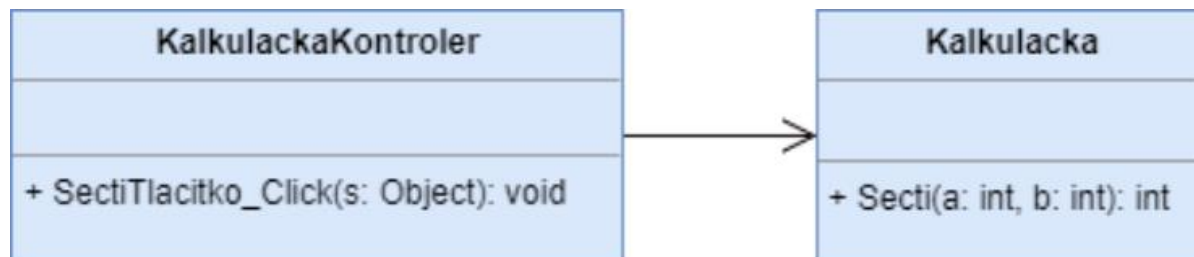 KalkulackaKontroler
+ SectiTlacitko_Click(s: Object): void
Kalkulacka
+ Secti(a: int, b: int): int